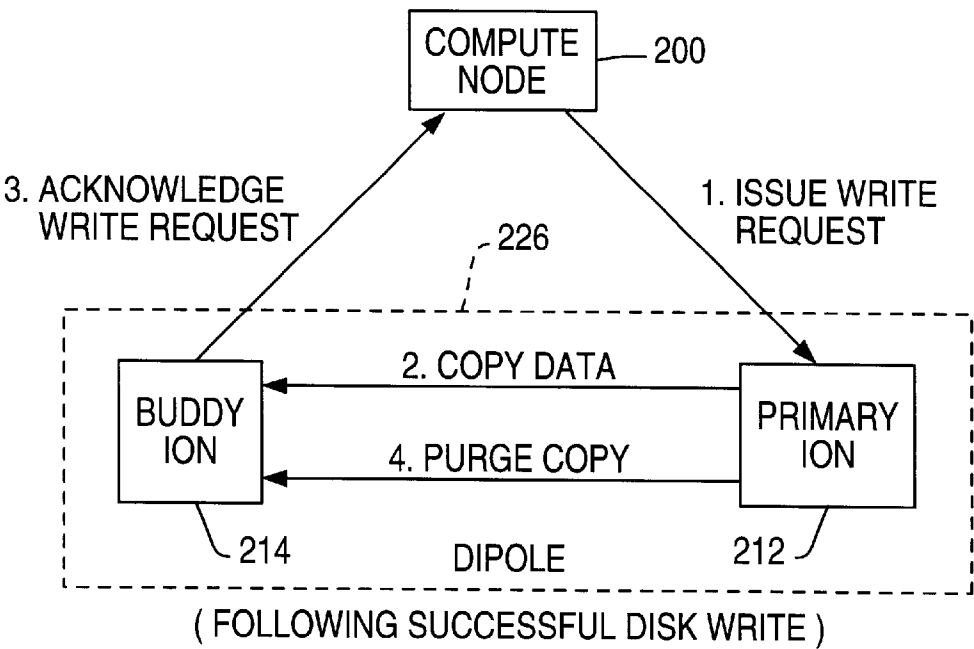 COMPUTE
NODE
200
3. ACKNOWLEDGE
WRITE REQUEST
1. ISSUE WRITE
REQUEST
226
2. COPY DATA
BUDDY
ION
PRIMARY
ION
4. PURGE COPY
214
DIPOLE
212
( FOLLOWING SUCCESSFUL DISK WRITE )